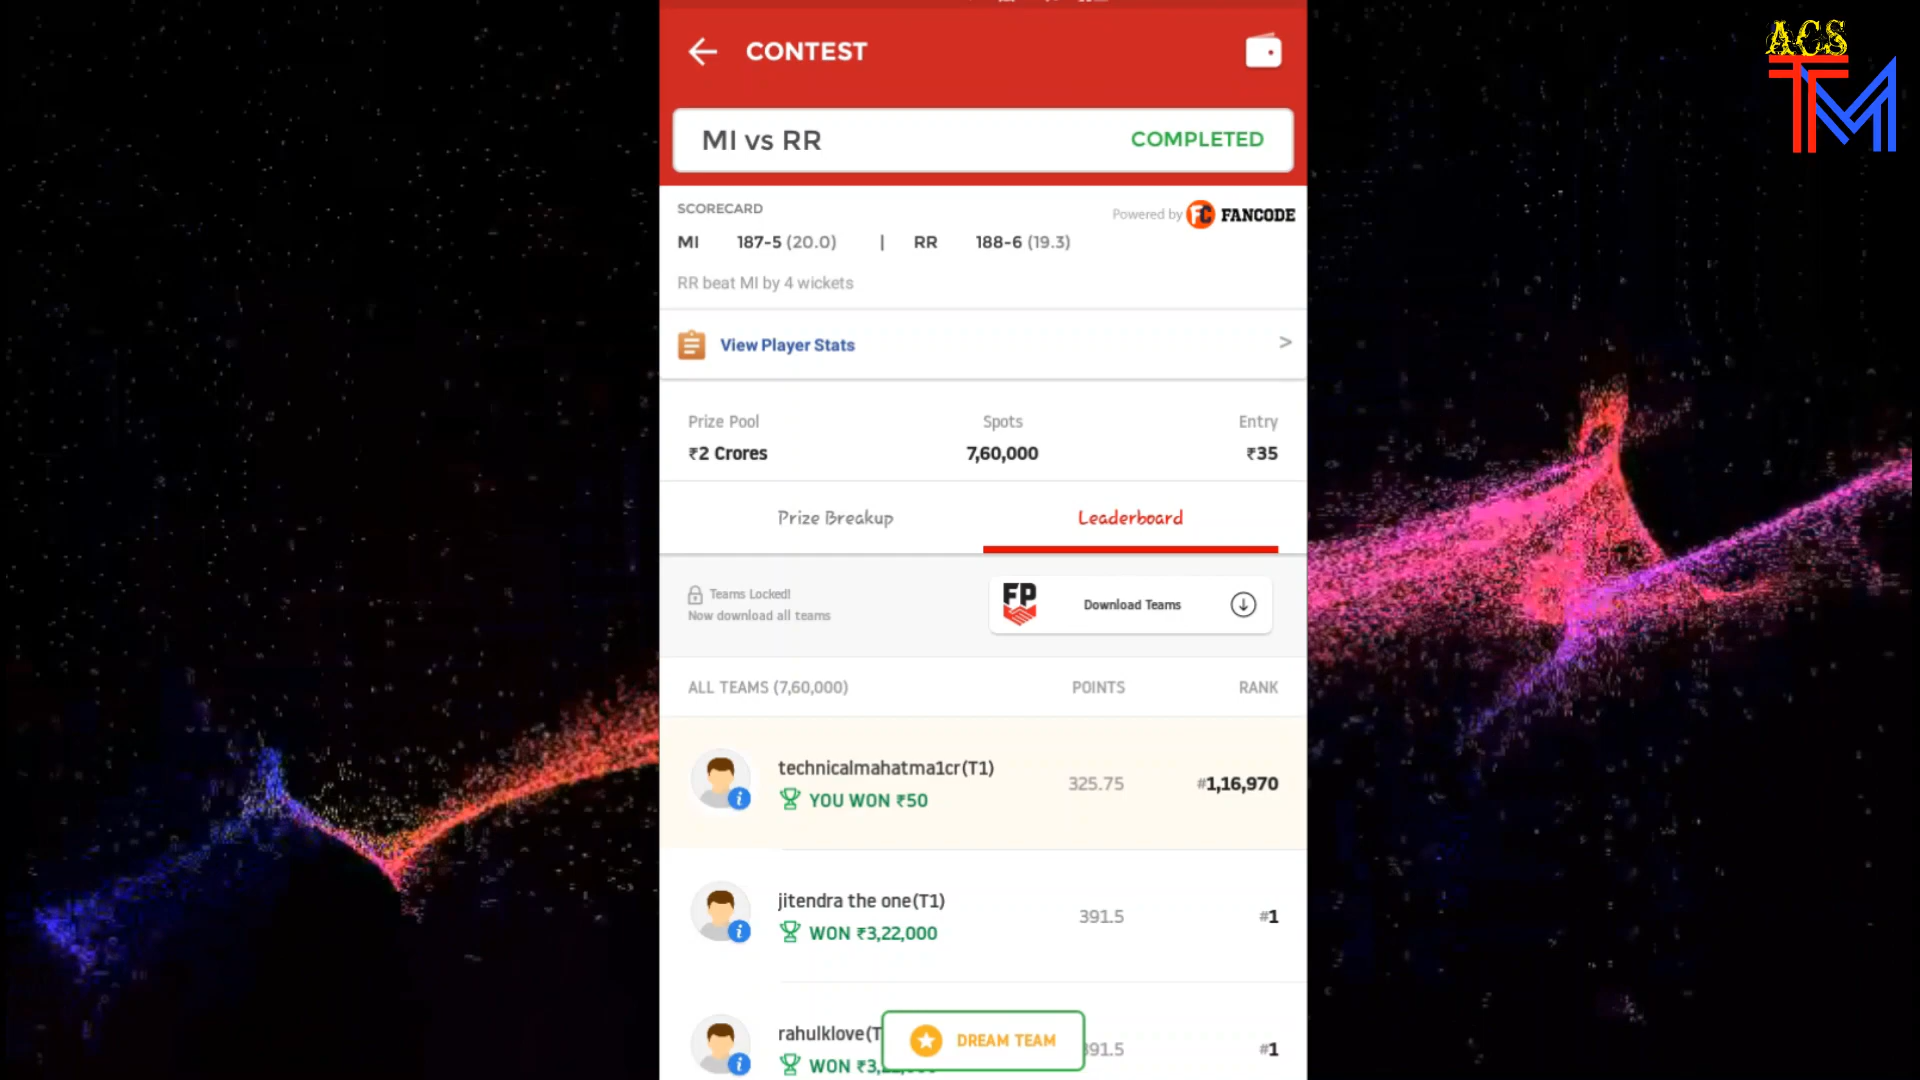 ACS
TM
CONTEST
MI vs RR COMPLETED
SCORECARD
Powered by FC FANCODE
MI 187-5 (20.0) | RR 188-6 (19.3)
RR beat MI by 4 wickets
View Player Stats >
Prize Pool Spots Entry
₹2 Crores 7,60,000 ₹35
Prize Breakup Leaderboard
Teams Locked!
Now download all teams
FP Download Teams
ALL TEAMS (7,60,000) POINTS RANK
technicalmahatma1cr(T1) 325.75 #1,16,970
YOU WON ₹50
jitendra the one(T1) 391.5 #1
WON ₹3,22,000
rahulklove(T 391.5 #1
WON ₹3,22,000
DREAM TEAM